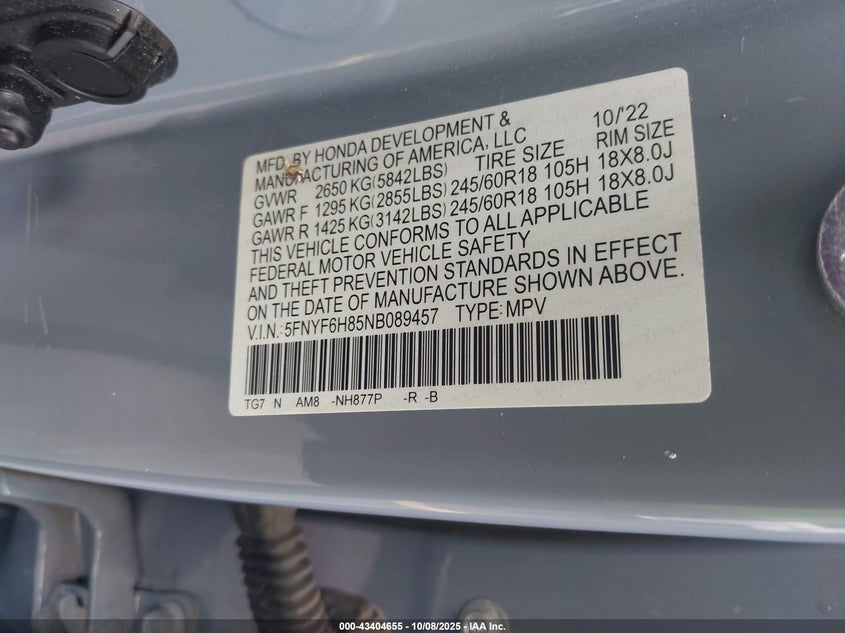 MFD. BY HONDA DEVELOPMENT & 10/'22
MANUFACTURING OF AMERICA, LLC
GVWR 2650 KG(5842LBS) TIRE SIZE RIM SIZE
GAWR F 1295 KG(2855LBS) 245/60R18 105H 18X8.0J
GAWR R 1425 KG(3142LBS) 245/60R18 105H 18X8.0J
THIS VEHICLE CONFORMS TO ALL APPLICABLE
FEDERAL MOTOR VEHICLE SAFETY
AND THEFT PREVENTION STANDARDS IN EFFECT
ON THE DATE OF MANUFACTURE SHOWN ABOVE.
V.I.N.: 5FNYF6H85NB089457 TYPE: MPV
TG7 N AM8 -NH877P -R -B
000-43404655 - 10/08/2025 - IAA Inc.